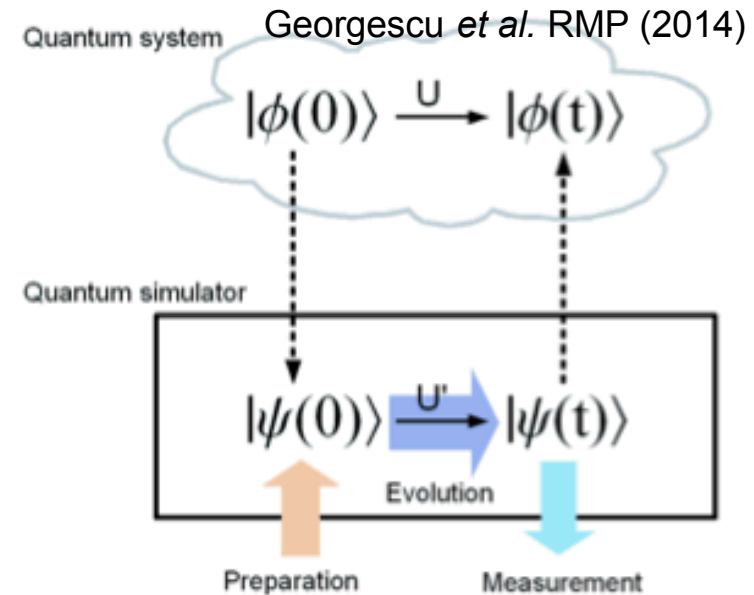 Georgescu et al. RMP (2014)
Quantum system
|ϕ(0)⟩ U |ϕ(t)⟩
Quantum simulator
|ψ(0)⟩ U' |ψ(t)⟩
Evolution
Preparation Measurement